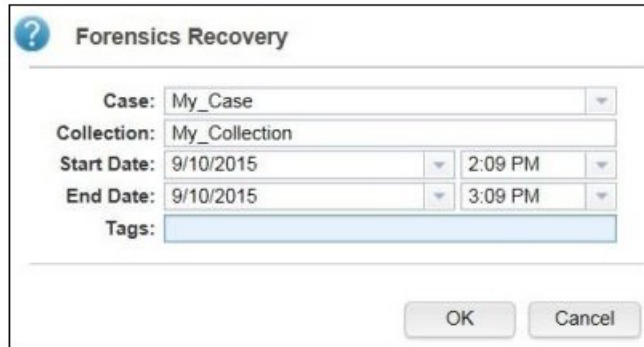 ? Forensics Recovery
Case: My_Case
Collection: My_Collection
Start Date: 9/10/2015 2:09 PM
End Date: 9/10/2015 3:09 PM
Tags:
OK Cancel